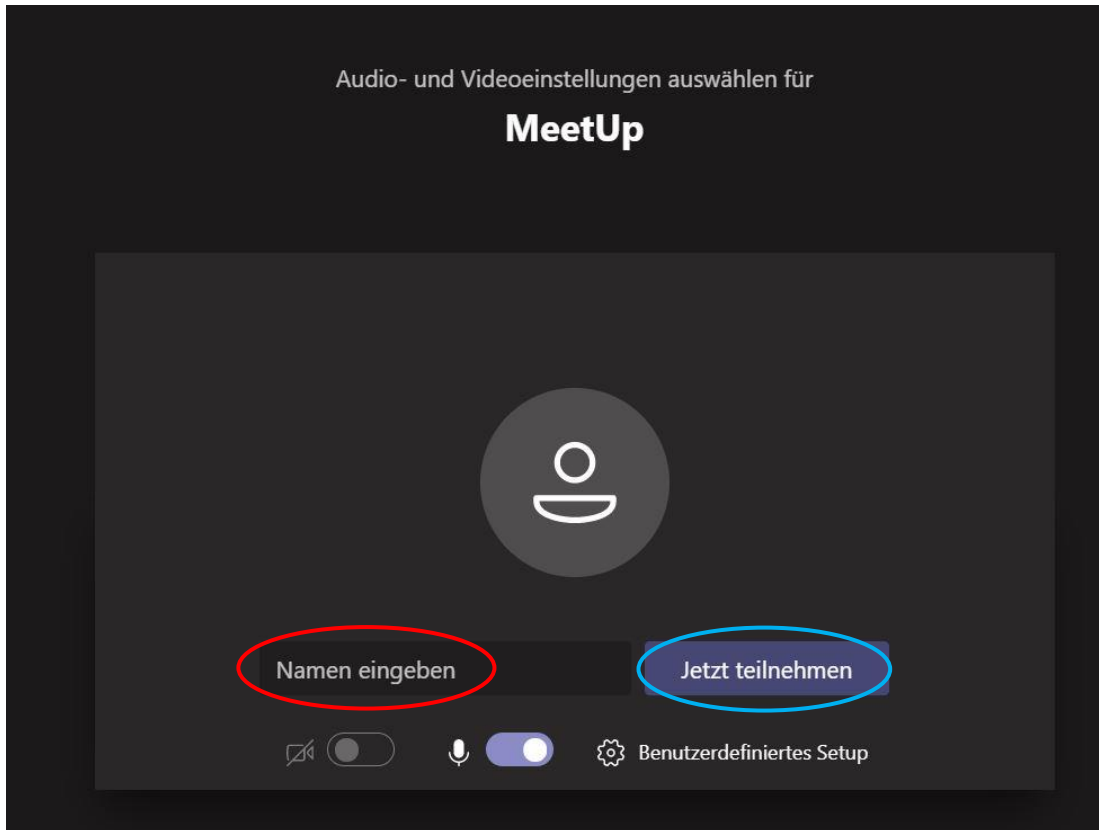 Audio- und Videoeinstellungen auswählen für
MeetUp
Namen eingeben
Jetzt teilnehmen
Benutzerdefiniertes Setup